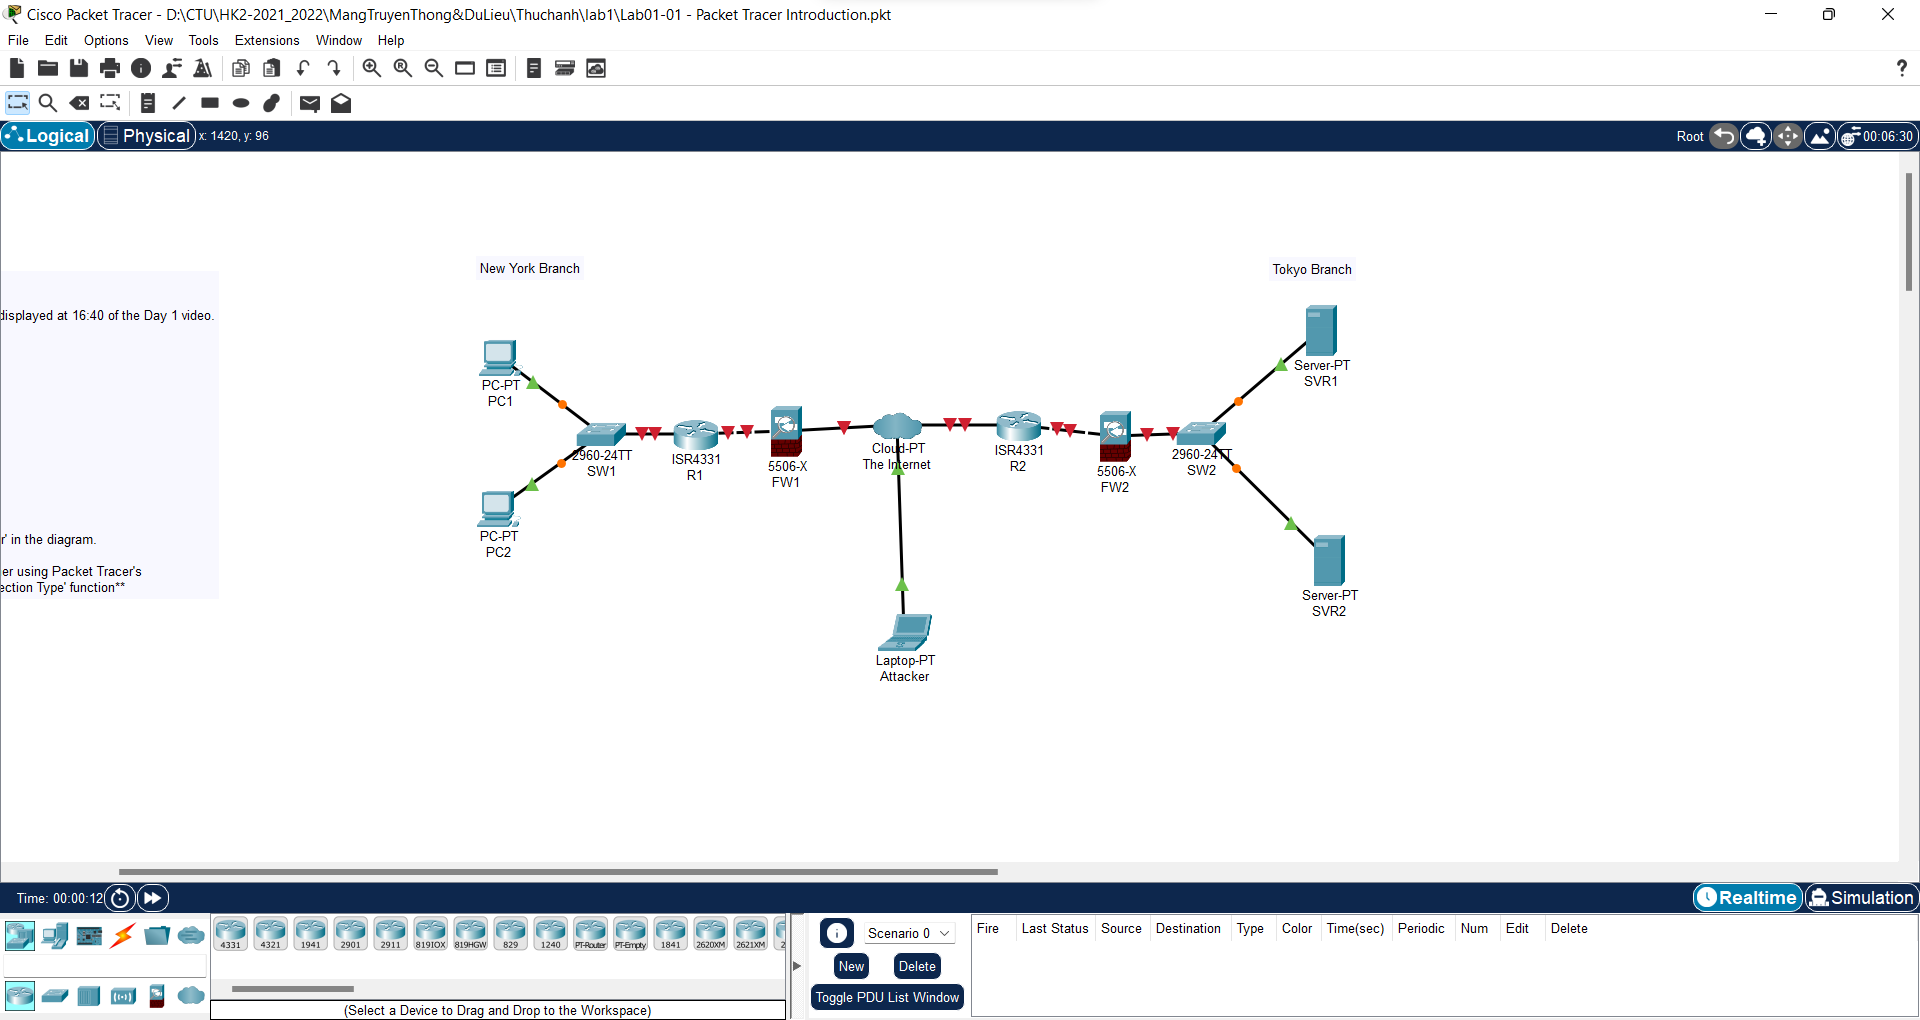 Cisco Packet Tracer - D:\CTU\HK2-2021_2022\MangTruyenThong&DuLieu\Thuchanh\lab1\Lab01-01 - Packet Tracer Introduction.pkt
File Edit Options View Tools Extensions Window Help
?
Logical Physical x: 1420, y: 96 Root 00:06:30
New York Branch Tokyo Branch
displayed at 16:40 of the Day 1 video.
PC-PT
PC1
Server-PT
SVR1
2960-24TT
SW1
ISR4331
R1
5506-X
FW1
Cloud-PT
The Internet
ISR4331
R2
5506-X
FW2
2960-24TT
SW2
PC-PT
PC2
r' in the diagram.
er using Packet Tracer's
ection Type' function**
Server-PT
SVR2
Laptop-PT
Attacker
Time: 00:00:12 Realtime Simulation
4331 4321 1941 2901 2911 819IOX 819HGW 829 1240 PT-Router PT-Empty 1841 2620XM 2621XM 2
Scenario 0
New Delete
Toggle PDU List Window
Fire Last Status Source Destination Type Color Time(sec) Periodic Num Edit Delete
(Select a Device to Drag and Drop to the Workspace)